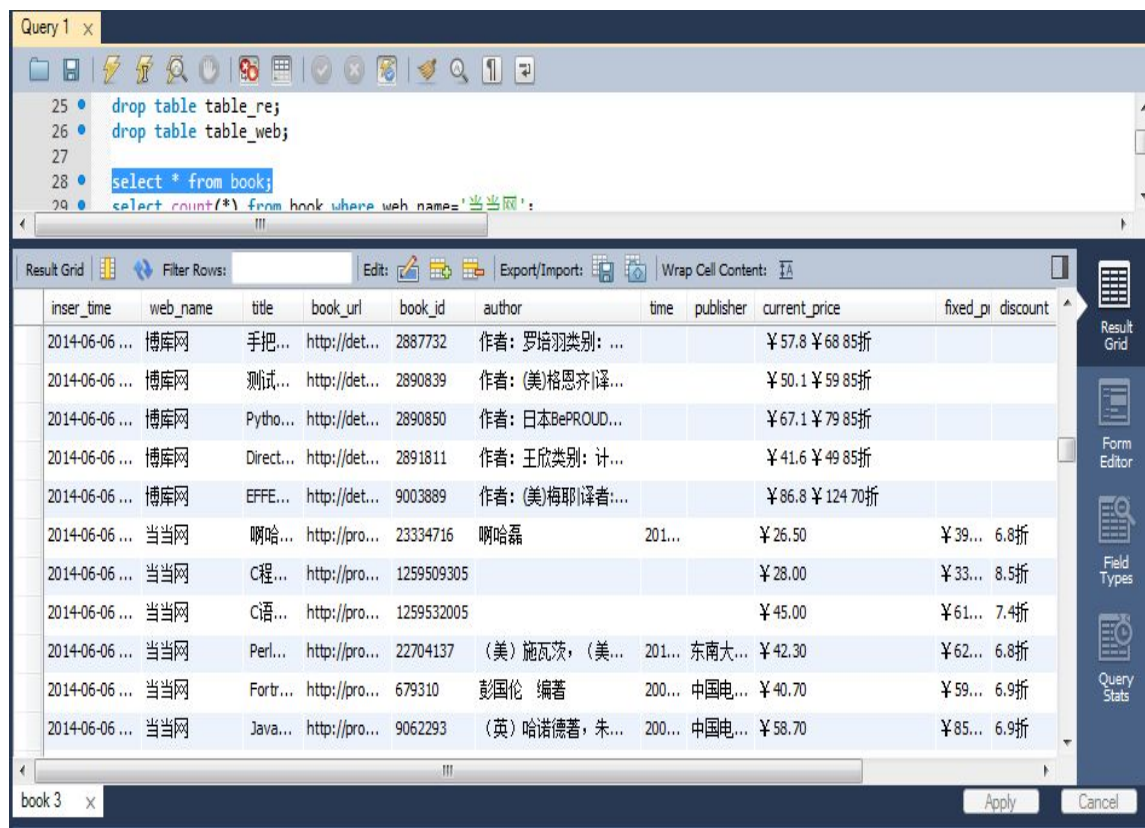 Query 1
25 drop table table_re;
26 drop table table_web;
27
28 select * from book;
29 select count(*) from book where web_name='当当网';
Result Grid Filter Rows: Edit: Export/Import: Wrap Cell Content:
inser_time web_name title book_url book_id author time publisher current_price fixed_pr discount
2014-06-06 ... 博库网 手把... http://det... 2887732 作者：罗培羽类别：... ￥57.8￥68 85折
2014-06-06 ... 博库网 测试... http://det... 2890839 作者：(美)格恩齐|译... ￥50.1￥59 85折
2014-06-06 ... 博库网 Pytho... http://det... 2890850 作者：日本BePROUD... ￥67.1￥79 85折
2014-06-06 ... 博库网 Direct... http://det... 2891811 作者：王欣类别：计... ￥41.6￥49 85折
2014-06-06 ... 博库网 EFFE... http://det... 9003889 作者：(美)梅耶|译者:... ￥86.8￥124 70折
2014-06-06 ... 当当网 啊哈... http://pro... 23334716 啊哈磊 201... ￥26.50 ￥39... 6.8折
2014-06-06 ... 当当网 C程... http://pro... 1259509305 ￥28.00 ￥33... 8.5折
2014-06-06 ... 当当网 C语... http://pro... 1259532005 ￥45.00 ￥61... 7.4折
2014-06-06 ... 当当网 Perl... http://pro... 22704137 （美）施瓦茨，（美... 201... 东南大... ￥42.30 ￥62... 6.8折
2014-06-06 ... 当当网 Fortr... http://pro... 679310 彭国伦 编著 200... 中国电... ￥40.70 ￥59... 6.9折
2014-06-06 ... 当当网 Java... http://pro... 9062293 （英）哈诺德著，朱... 200... 中国电... ￥58.70 ￥85... 6.9折
Result
Grid
Form
Editor
Field
Types
Query
Stats
book 3
Apply Cancel